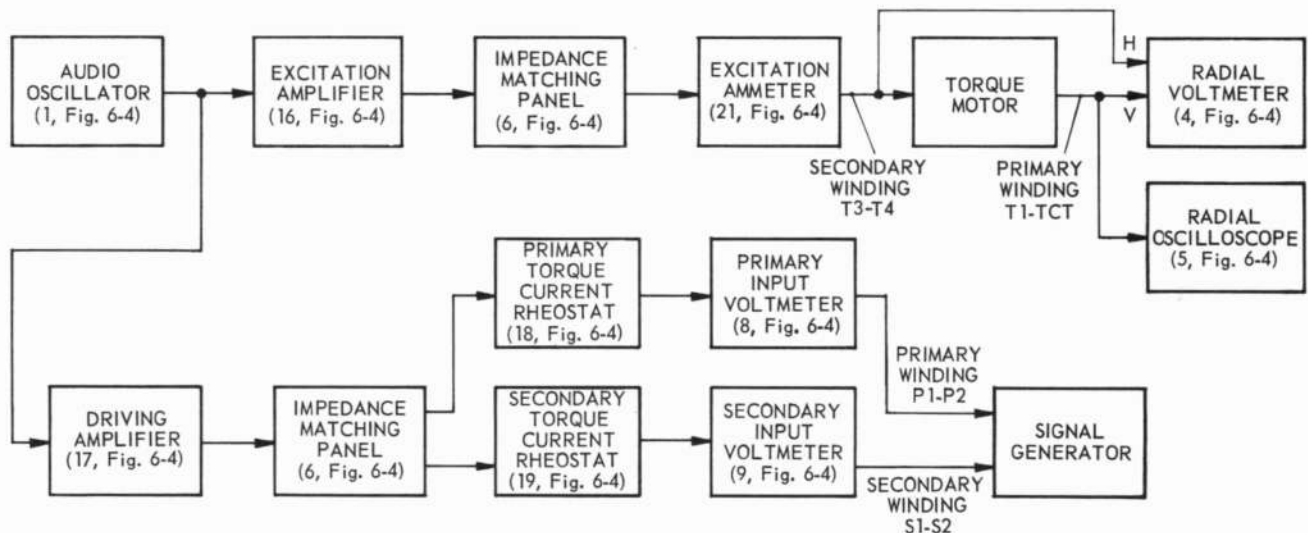 AUDIO
OSCILLATOR
(1, Fig. 6-4)
EXCITATION
AMPLIFIER
(16, Fig. 6-4)
IMPEDANCE
MATCHING
PANEL
(6, Fig. 6-4)
EXCITATION
AMMETER
(21, Fig. 6-4)
SECONDARY
WINDING
T3-T4
TORQUE
MOTOR
PRIMARY
WINDING
T1-TCT
H
V
RADIAL
VOLTMETER
(4, Fig. 6-4)
RADIAL
OSCILLOSCOPE
(5, Fig. 6-4)
DRIVING
AMPLIFIER
(17, Fig. 6-4)
IMPEDANCE
MATCHING
PANEL
(6, Fig. 6-4)
PRIMARY
TORQUE
CURRENT
RHEOSTAT
(18, Fig. 6-4)
PRIMARY
INPUT
VOLTMETER
(8, Fig. 6-4)
PRIMARY
WINDING
P1-P2
SECONDARY
TORQUE
CURRENT
RHEOSTAT
(19, Fig. 6-4)
SECONDARY
INPUT
VOLTMETER
(9, Fig. 6-4)
SECONDARY
WINDING
S1-S2
SIGNAL
GENERATOR